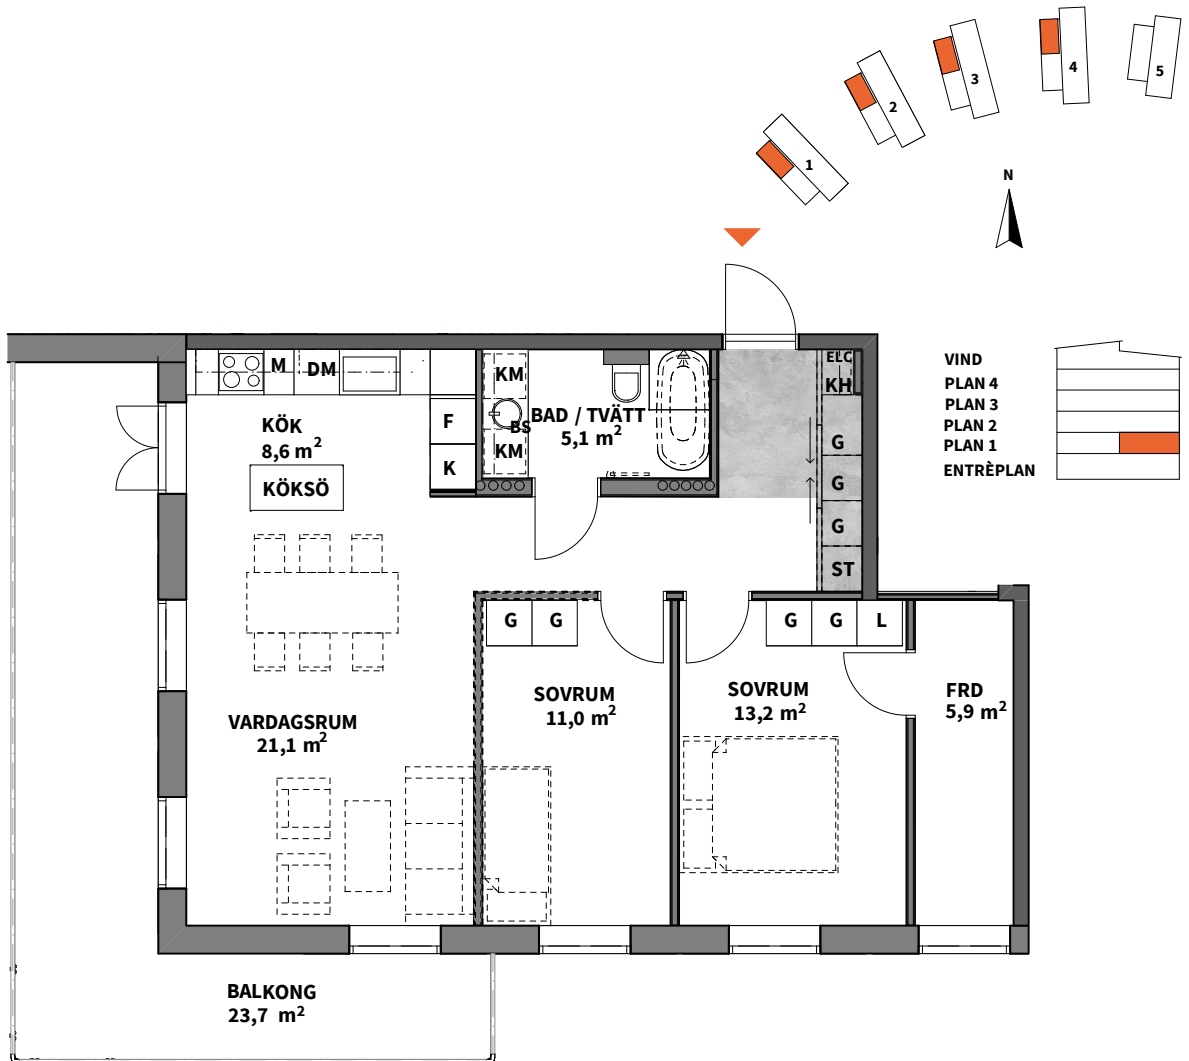 1
2
3
4
5
N
VIND
PLAN 4
PLAN 3
PLAN 2
PLAN 1
ENTRÈPLAN
M
DM
KÖK
8,6 m²
KÖKSÖ
F
K
KM
BS
KM
BAD / TVÄTT
5,1 m²
ELC
KH
G
G
G
ST
G
G
G
G
L
SOVRUM
11,0 m²
SOVRUM
13,2 m²
FRD
5,9 m²
VARDAGSRUM
21,1 m²
BALKONG
23,7 m²